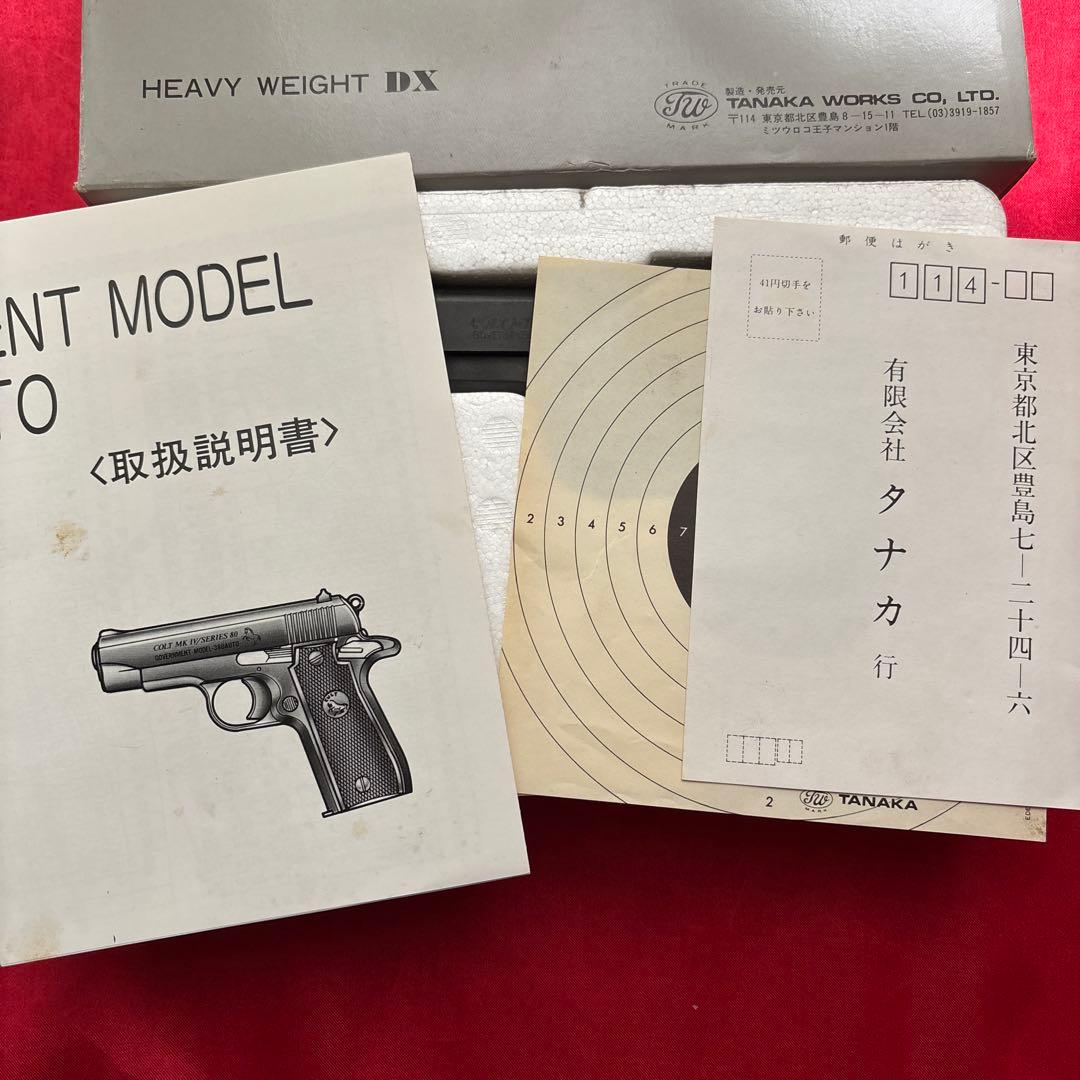 HEAVY WEIGHT DX
TRADE
TW
MARK
製造・発売元
TANAKA WORKS CO, LTD.
〒114 東京都北区豊島8-15-11 TEL(03)3919-1857
ミツウロコ王子マンション1階
ENT MODEL
TO
〈取扱説明書〉
COLT MK IV/SERIES 80
GOVERNMENT MODEL-380AUTO
COLT
2 3 4 5 6 7
2
TW
MARK
TANAKA
郵便はがき
41円切手を
お貼り下さい
114-
東京都北区豊島七―二十四―六
有限会社 タナカ 行